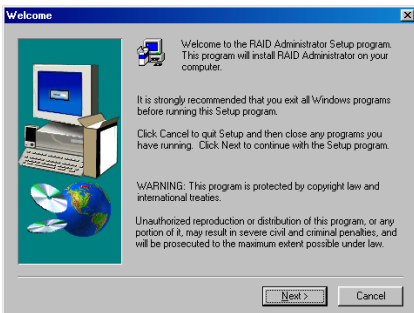 Welcome
Welcome to the RAID Administrator Setup program.
This program will install RAID Administrator on your
computer.
It is strongly recommended that you exit all Windows programs
before running this Setup program.
Click Cancel to quit Setup and then close any programs you
have running. Click Next to continue with the Setup program.
WARNING: This program is protected by copyright law and
international treaties.
Unauthorized reproduction or distribution of this program, or any
portion of it, may result in severe civil and criminal penalties, and
will be prosecuted to the maximum extent possible under law.
Next >
Cancel